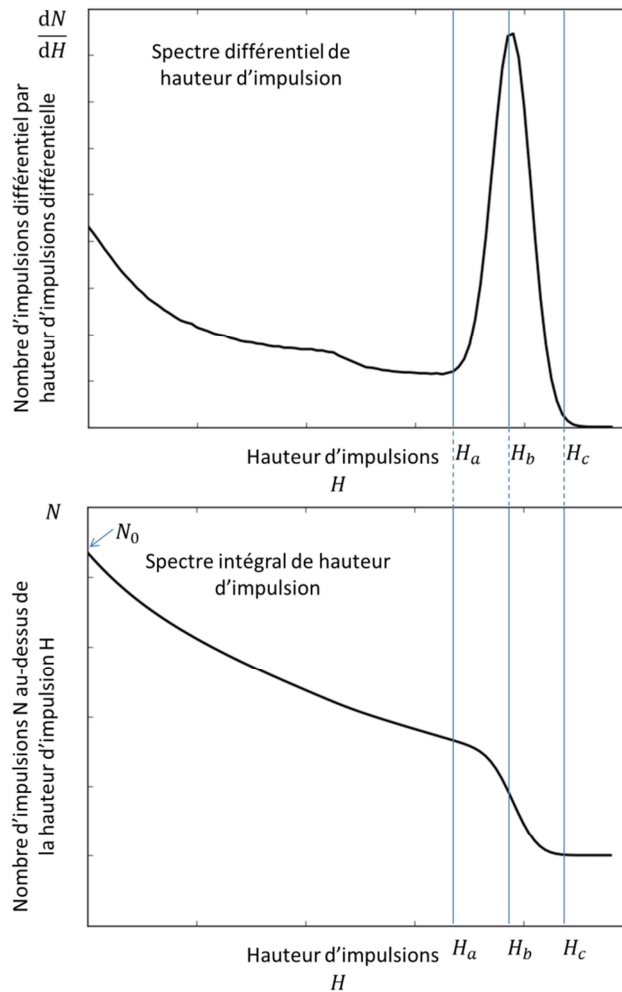 dN
dH
Spectre différentiel de
hauteur d'impulsion
Nombre d'impulsions différentiel par
hauteur d'impulsions différentielle
Hauteur d'impulsions
H
H_a
H_b
H_c
N
N_0
Spectre intégral de hauteur
d'impulsion
Nombre d'impulsions N au-dessus de
la hauteur d'impulsion H
Hauteur d'impulsions
H
H_a
H_b
H_c